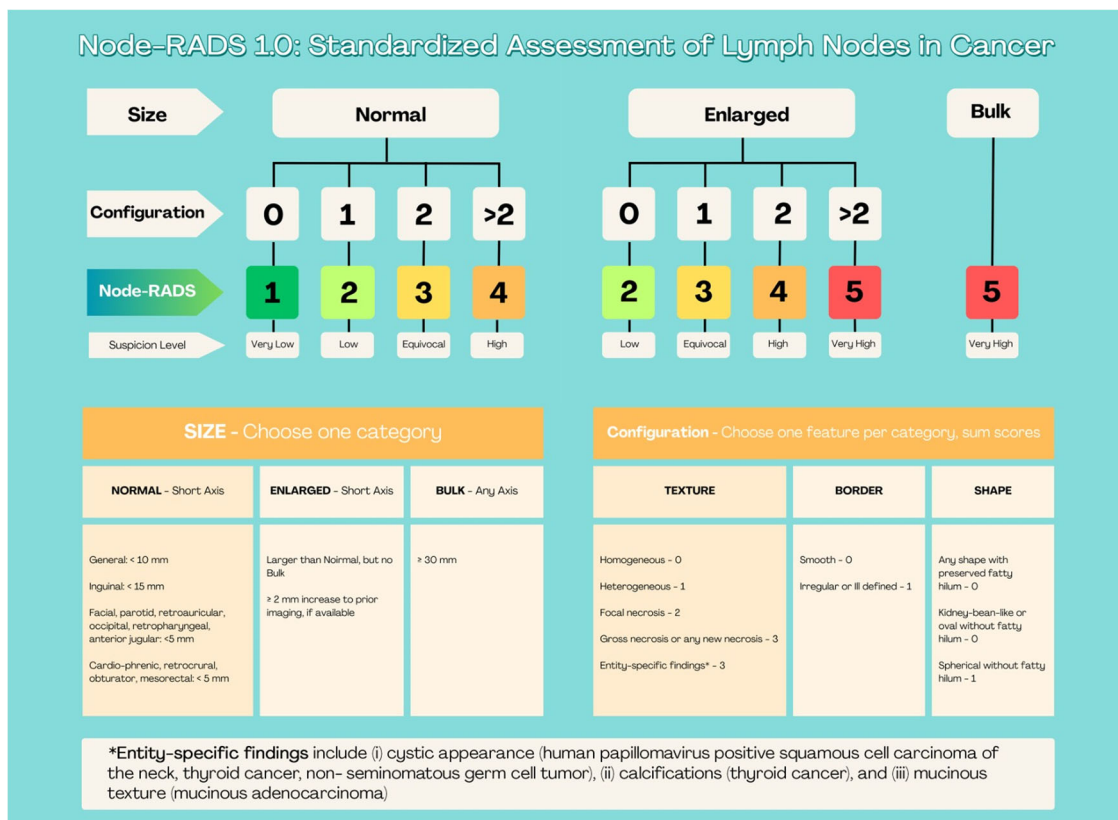 Node-RADS 1.0: Standardized Assessment of Lymph Nodes in Cancer
Size
Normal
Enlarged
Bulk
Configuration
0
1
2
>2
0
1
2
>2
Node-RADS
1
2
3
4
2
3
4
5
5
Suspicion Level
Very Low
Low
Equivocal
High
Low
Equivocal
High
Very High
Very High
SIZE - Choose one category
NORMAL - Short Axis
ENLARGED - Short Axis
BULK - Any Axis
General: < 10 mm
Inguinal: < 15 mm
Facial, parotid, retroauricular,
occipital, retropharyngeal,
anterior jugular: <5 mm
Cardio-phrenic, retrocrural,
obturator, mesorectal: < 5 mm
Larger than Noirmal, but no
Bulk
≥ 2 mm increase to prior
imaging, if available
≥ 30 mm
Configuration - Choose one feature per category, sum scores
TEXTURE
BORDER
SHAPE
Homogeneous - 0
Heterogeneous - 1
Focal necrosis - 2
Gross necrosis or any new necrosis - 3
Entity-specific findings* - 3
Smooth - 0
Irregular or Ill defined - 1
Any shape with
preserved fatty
hilum - 0
Kidney-bean-like or
oval without fatty
hilum - 0
Spherical without fatty
hilum - 1
*Entity-specific findings include (i) cystic appearance (human papillomavirus positive squamous cell carcinoma of
the neck, thyroid cancer, non- seminomatous germ cell tumor), (ii) calcifications (thyroid cancer), and (iii) mucinous
texture (mucinous adenocarcinoma)